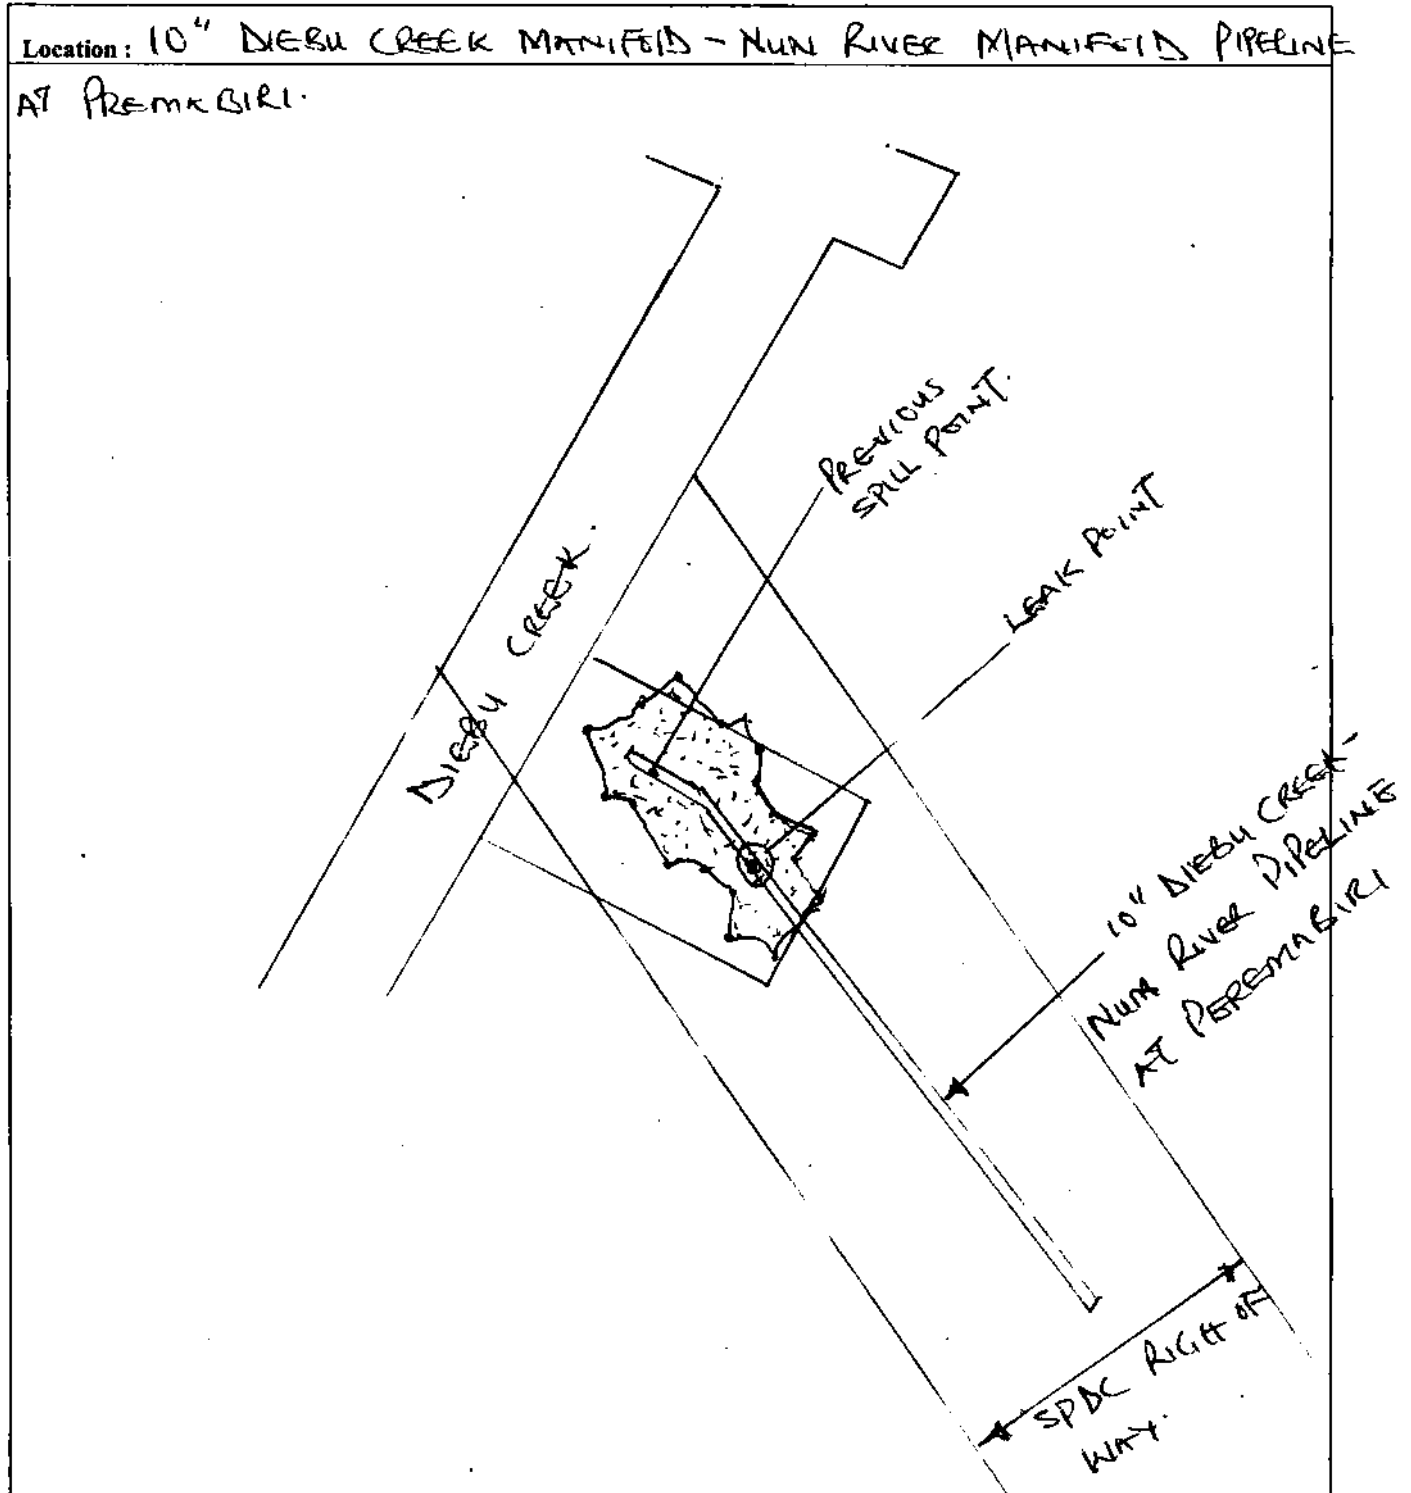 Location : 10" DIEBU CREEK MANIFOLD - NUN RIVER MANIFOLD PIPELINE
AT PREMABIRI.
PREVIOUS
SPILL POINT.
LEAK POINT
DIEBU CREEK.
10" DIEBU CREEK -
NUN RIVER PIPELINE
AT PEREMABIRI
SPDC RIGHT OF
WAY.